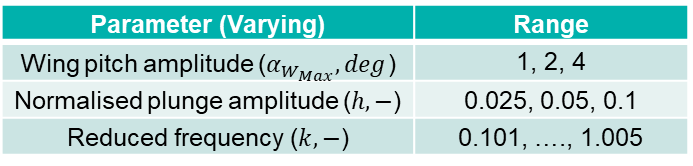 Parameter (Varying) Range
Wing pitch amplitude (α_{W_{Max}}, deg) 1, 2, 4
Normalised plunge amplitude (h, −) 0.025, 0.05, 0.1
Reduced frequency (k, −) 0.101, …., 1.005